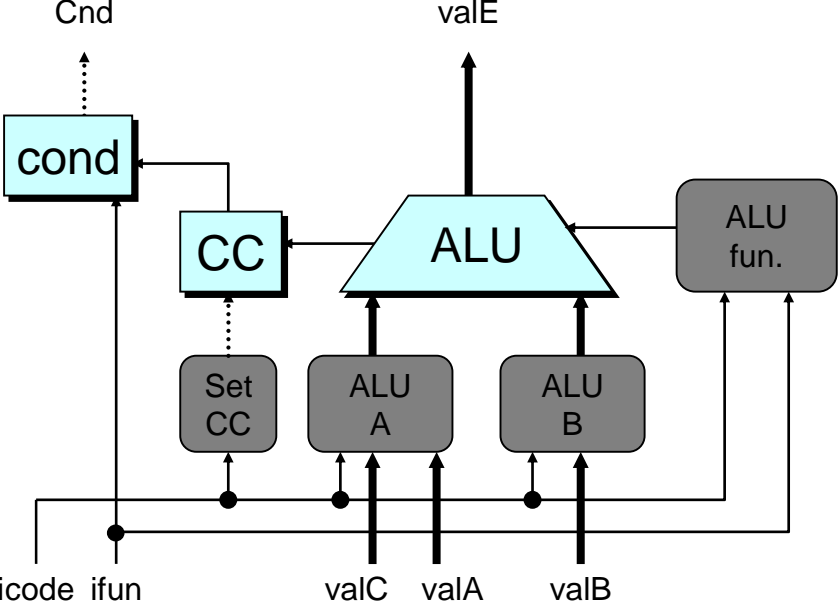 Cnd valE
cond
ALU
fun.
CC
ALU
Set
CC
ALU
A
ALU
B
icode ifun valC valA valB